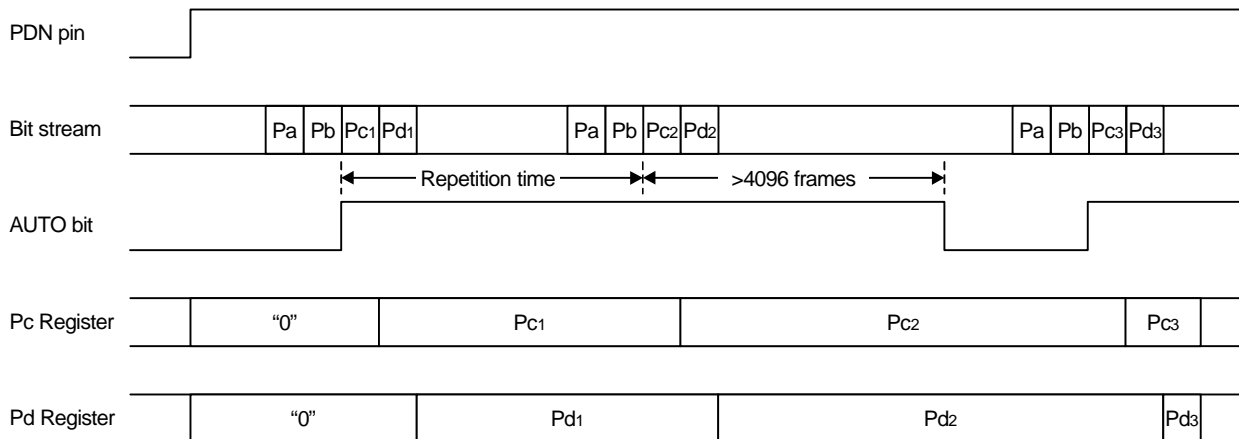 PDN pin
Bit stream
Pa Pb Pc1 Pd1 Pa Pb Pc2 Pd2 Pa Pb Pc3 Pd3
Repetition time >4096 frames
AUTO bit
Pc Register “0” Pc1 Pc2 Pc3
Pd Register “0” Pd1 Pd2 Pd3